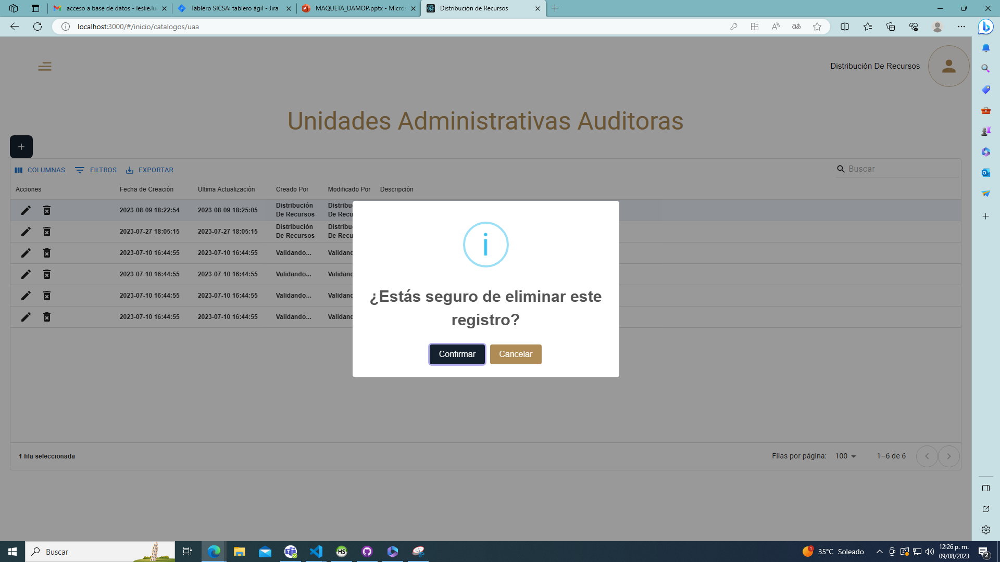 acceso a base de datos - leslie.lu
Tablero SICSA: tablero ágil - Jira
MAQUETA_DAMOP.pptx - Micros
Distribución de Recursos
localhost:3000/#/inicio/catalogos/uaa
Distribución De Recursos
Unidades Administrativas Auditoras
+
COLUMNAS FILTROS EXPORTAR Buscar
Acciones Fecha de Creación Ultima Actualización Creado Por Modificado Por Descripción
2023-08-09 18:22:54 2023-08-09 18:25:05 Distribución De Recursos Distribu De Recu
2023-07-27 18:05:15 2023-07-27 18:05:15 Distribución De Recursos Distribu De Recu
2023-07-10 16:44:55 2023-07-10 16:44:55 Validando... Validand
2023-07-10 16:44:55 2023-07-10 16:44:55 Validando... Validand
2023-07-10 16:44:55 2023-07-10 16:44:55 Validando... Validand
2023-07-10 16:44:55 2023-07-10 16:44:55 Validando... Validand
i
¿Estás seguro de eliminar este
registro?
Confirmar Cancelar
1 fila seleccionada Filas por página: 100 1–6 de 6
Buscar
HS
1
35°C Soleado
12:26 p. m.
09/08/2023
2